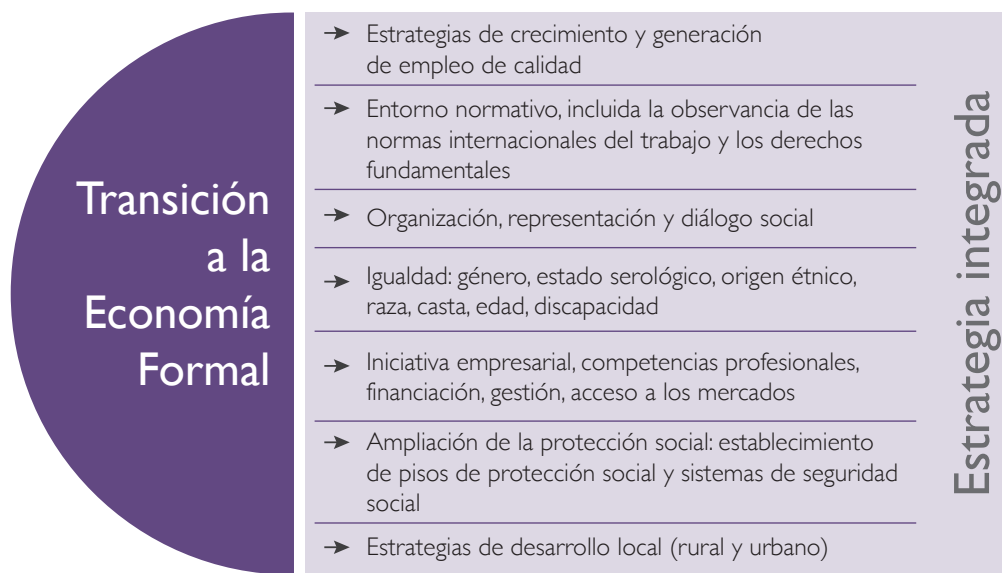 Transición
a la
Economía
Formal
→ Estrategias de crecimiento y generación
de empleo de calidad
→ Entorno normativo, incluida la observancia de las
normas internacionales del trabajo y los derechos
fundamentales
→ Organización, representación y diálogo social
→ Igualdad: género, estado serológico, origen étnico,
raza, casta, edad, discapacidad
→ Iniciativa empresarial, competencias profesionales,
financiación, gestión, acceso a los mercados
→ Ampliación de la protección social: establecimiento
de pisos de protección social y sistemas de seguridad
social
→ Estrategias de desarrollo local (rural y urbano)
Estrategia integrada